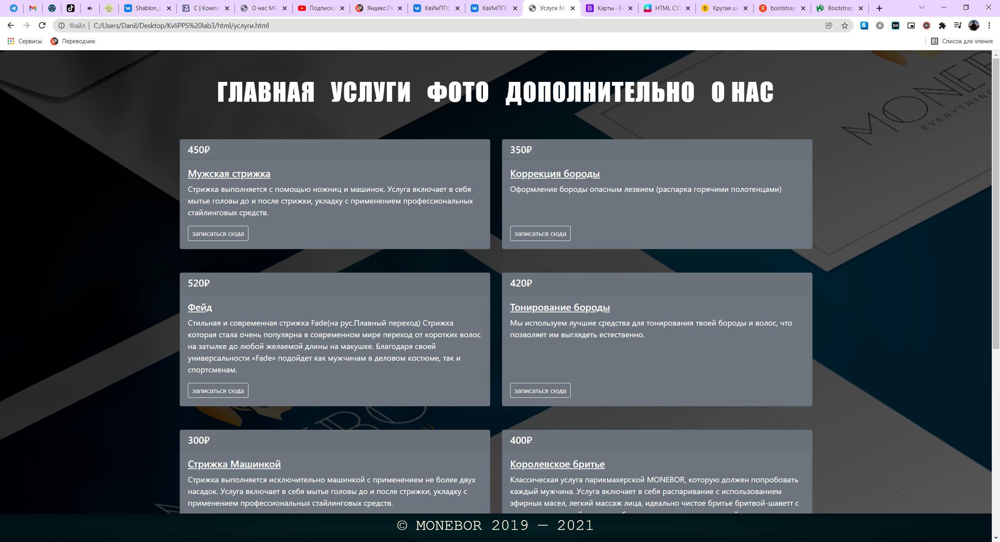 Shablon_L
С | Компи
О нас МО
Подписки
Яндекс.Пе
КвИиППС
КвИиППС
Услуги МО
Карты · Bo
HTML CSS
Крутая шп
bootstrap
Bootstrap
Файл | C:/Users/Danil/Desktop/KvIiPPS%20lab3/html/услуги.html
Сервисы Переводчик Список для чтения
MONEB
EVERYTHING
ГЛАВНАЯ УСЛУГИ ФОТО ДОПОЛНИТЕЛЬНО О НАС
450₽
Мужская стрижка
Стрижка выполняется с помощью ножниц и машинок. Услуга включает в себя
мытье головы до и после стрижки, укладку с применением профессиональных
стайлинговых средств.
записаться сюда
350₽
Коррекция бороды
Оформление бороды опасным лезвием (распарка горячими полотенцами)
записаться сюда
520₽
Фейд
Стильная и современная стрижка Fade(на рус.Плавный переход) Стрижка
которая стала очень популярна в современном мире переход от коротких волос
на затылке до любой желаемой длины на макушке. Благодаря своей
универсальности «Fade» подойдет как мужчинам в деловом костюме, так и
спортсменам.
записаться сюда
420₽
Тонирование бороды
Мы используем лучшие средства для тонирования твоей бороды и волос, что
позволяет им выглядеть естественно.
записаться сюда
300₽
Стрижка Машинкой
Стрижка выполняется исключительно машинкой с применением не более двух
насадок. Услуга включает в себя мытье головы до и после стрижки, укладку с
применением профессиональных стайлинговых средств.
400₽
Королевское бритье
Классическая услуга парикмахерской MONEBOR, которую должен попробовать
каждый мужчина. Услуга включает в себя распаривание с использованием
эфирных масел, легкий массаж лица, идеально чистое бритье бритвой-шаветт с
© MONEBOR 2019 — 2021